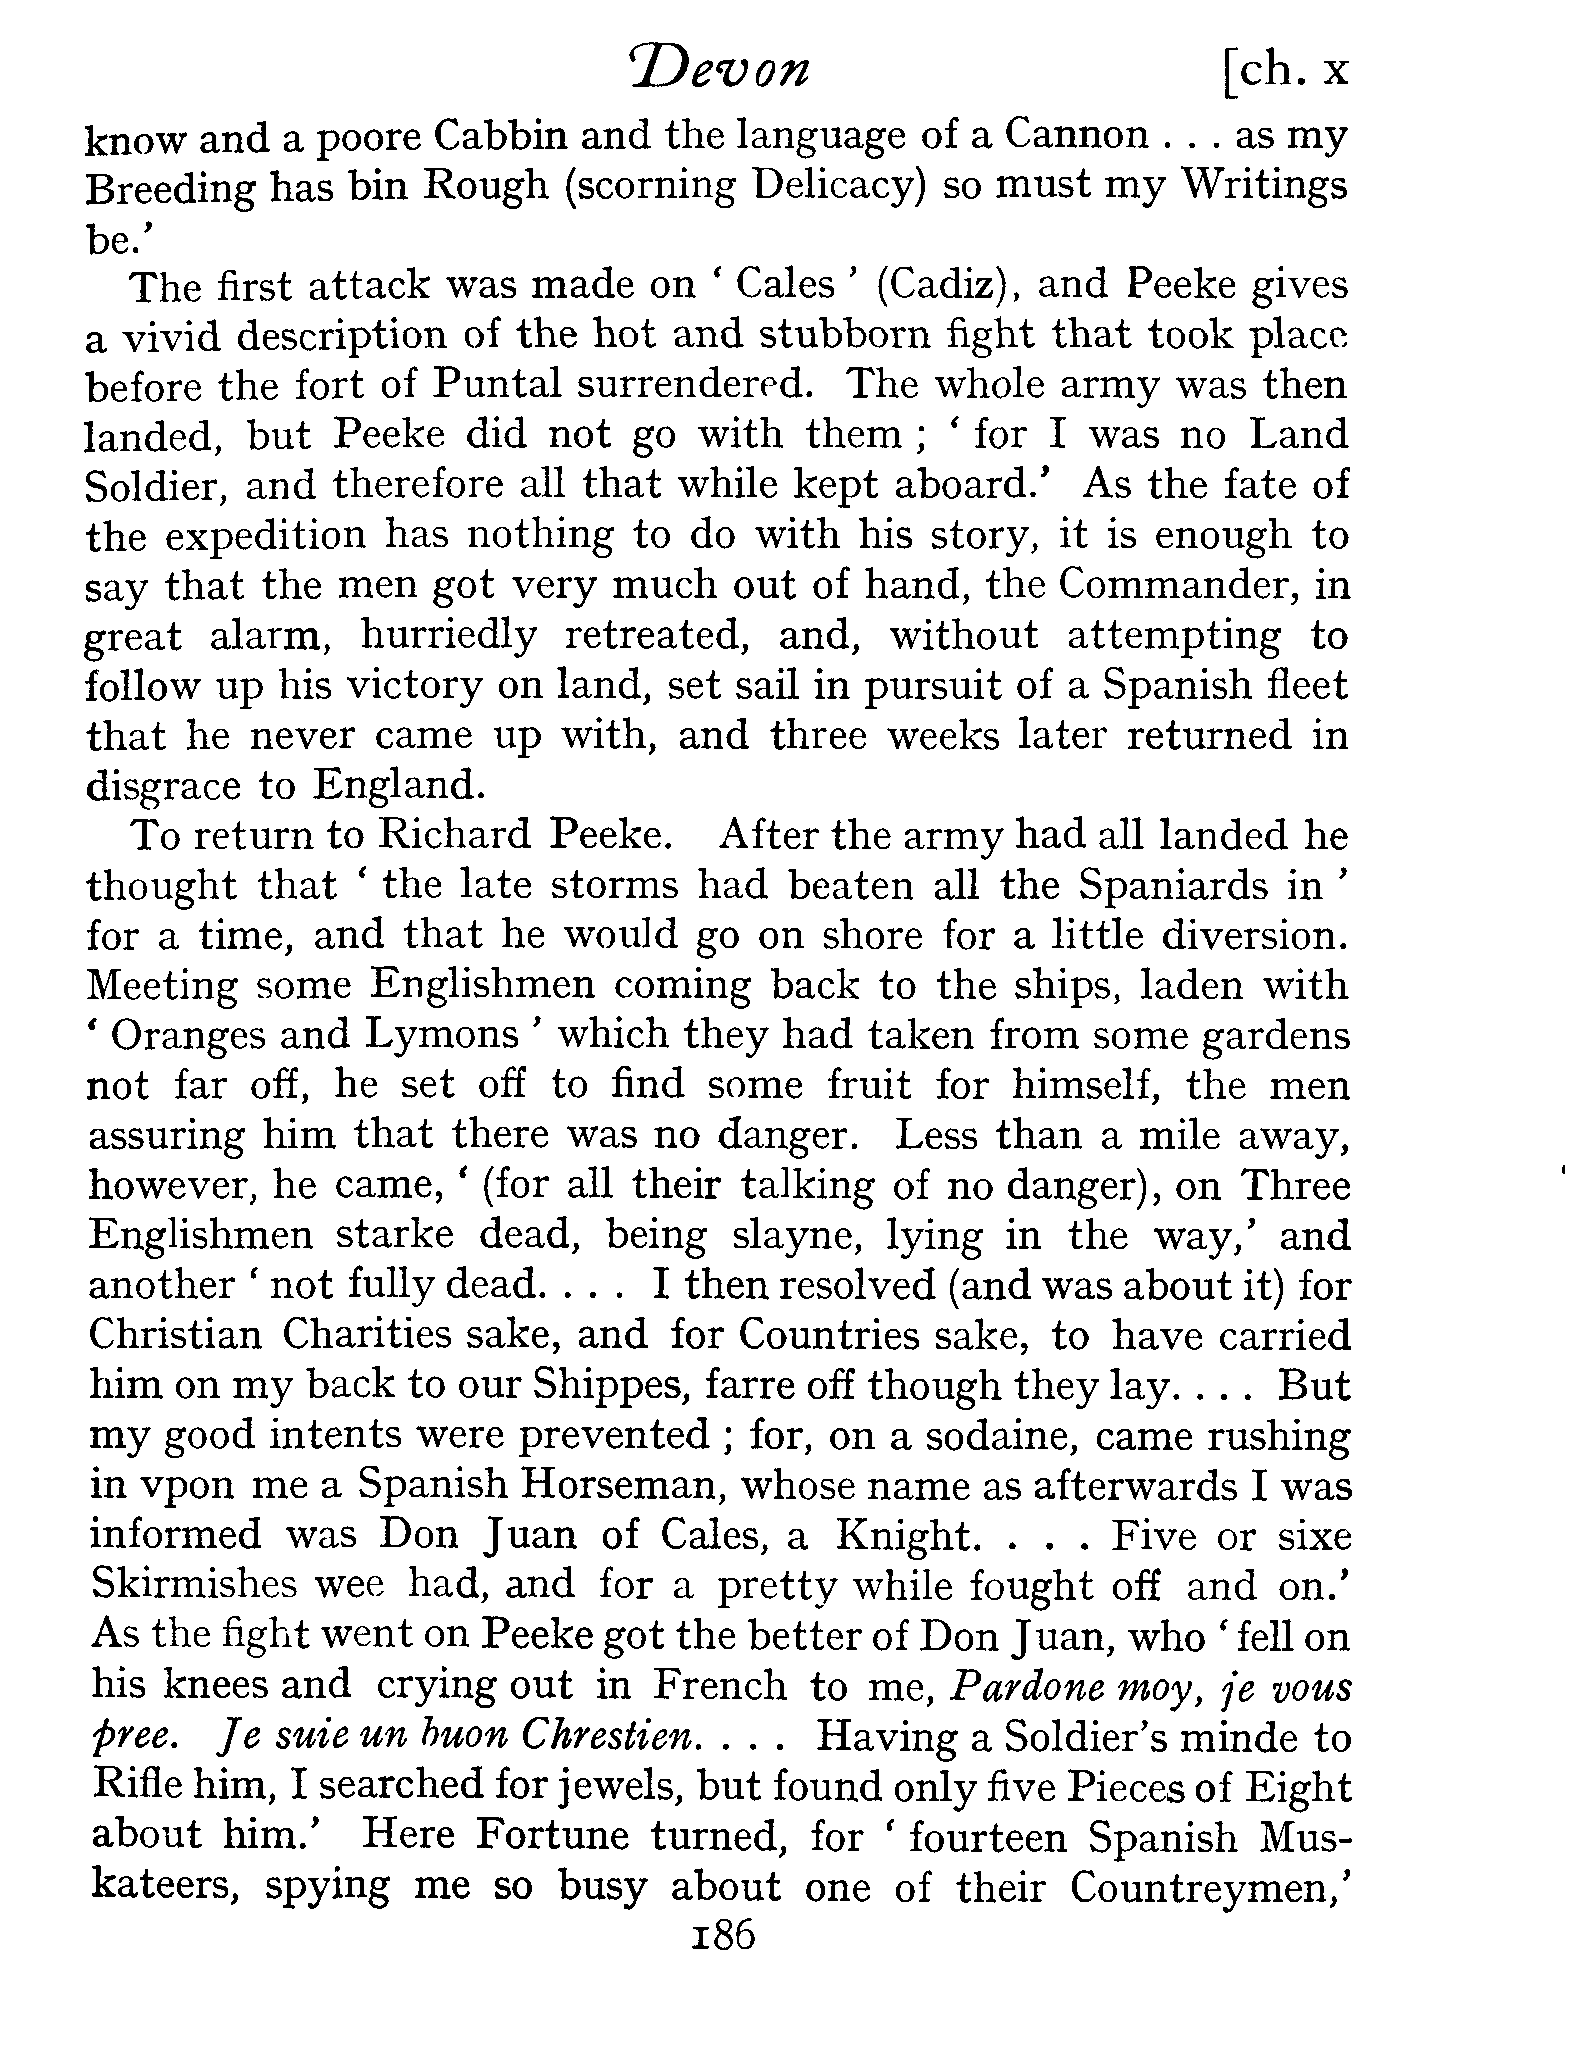 Devon [ch. x
know and a poore Cabbin and the language of a Cannon . . . as my
Breeding has bin Rough (scorning Delicacy) so must my Writings
be.’
The first attack was made on ‘ Cales ’ (Cadiz), and Peeke gives
a vivid description of the hot and stubborn fight that took place
before the fort of Puntal surrendered. The whole army was then
landed, but Peeke did not go with them ; ‘ for I was no Land
Soldier, and therefore all that while kept aboard.’ As the fate of
the expedition has nothing to do with his story, it is enough to
say that the men got very much out of hand, the Commander, in
great alarm, hurriedly retreated, and, without attempting to
follow up his victory on land, set sail in pursuit of a Spanish fleet
that he never came up with, and three weeks later returned in
disgrace to England.
To return to Richard Peeke. After the army had all landed he
thought that ‘ the late storms had beaten all the Spaniards in ’
for a time, and that he would go on shore for a little diversion.
Meeting some Englishmen coming back to the ships, laden with
‘ Oranges and Lymons ’ which they had taken from some gardens
not far off, he set off to find some fruit for himself, the men
assuring him that there was no danger. Less than a mile away,
however, he came, ‘ (for all their talking of no danger), on Three
Englishmen starke dead, being slayne, lying in the way,’ and
another ‘ not fully dead. . . . I then resolved (and was about it) for
Christian Charities sake, and for Countries sake, to have carried
him on my back to our Shippes, farre off though they lay. . . . But
my good intents were prevented ; for, on a sodaine, came rushing
in vpon me a Spanish Horseman, whose name as afterwards I was
informed was Don Juan of Cales, a Knight. . . . Five or sixe
Skirmishes wee had, and for a pretty while fought off and on.’
As the fight went on Peeke got the better of Don Juan, who ‘ fell on
his knees and crying out in French to me, Pardone moy, je vous
pree. Je suie un buon Chrestien. . . . Having a Soldier’s minde to
Rifle him, I searched for jewels, but found only five Pieces of Eight
about him.’ Here Fortune turned, for ‘ fourteen Spanish Mus-
kateers, spying me so busy about one of their Countreymen,’
186